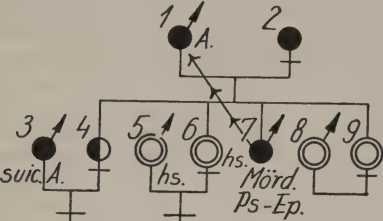 1 A. 2
3 4 5 6 7 8 9
suic. A. hs. hs. Mörd.
Ps-Ep.